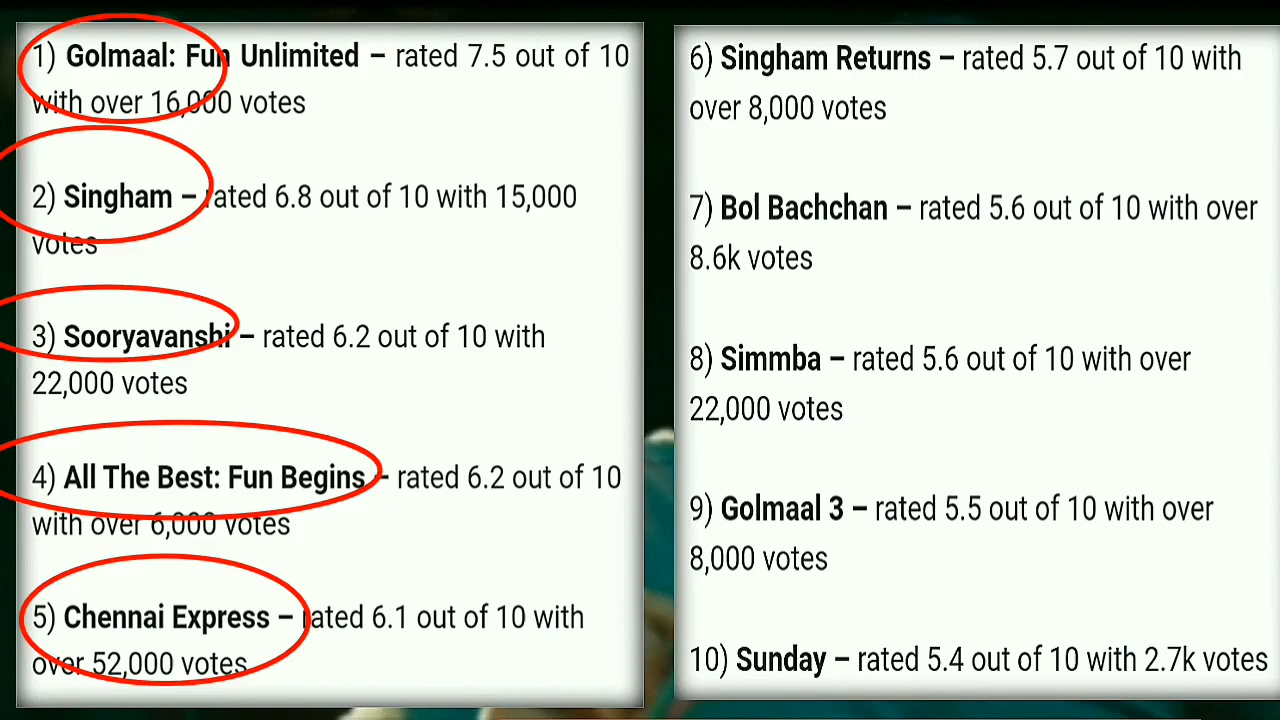 1) Golmaal: Fun Unlimited – rated 7.5 out of 10
with over 16,000 votes
2) Singham – rated 6.8 out of 10 with 15,000
votes
3) Sooryavanshi – rated 6.2 out of 10 with
22,000 votes
4) All The Best: Fun Begins – rated 6.2 out of 10
with over 6,000 votes
5) Chennai Express – rated 6.1 out of 10 with
over 52,000 votes
6) Singham Returns – rated 5.7 out of 10 with
over 8,000 votes
7) Bol Bachchan – rated 5.6 out of 10 with over
8.6k votes
8) Simmba – rated 5.6 out of 10 with over
22,000 votes
9) Golmaal 3 – rated 5.5 out of 10 with over
8,000 votes
10) Sunday – rated 5.4 out of 10 with 2.7k votes